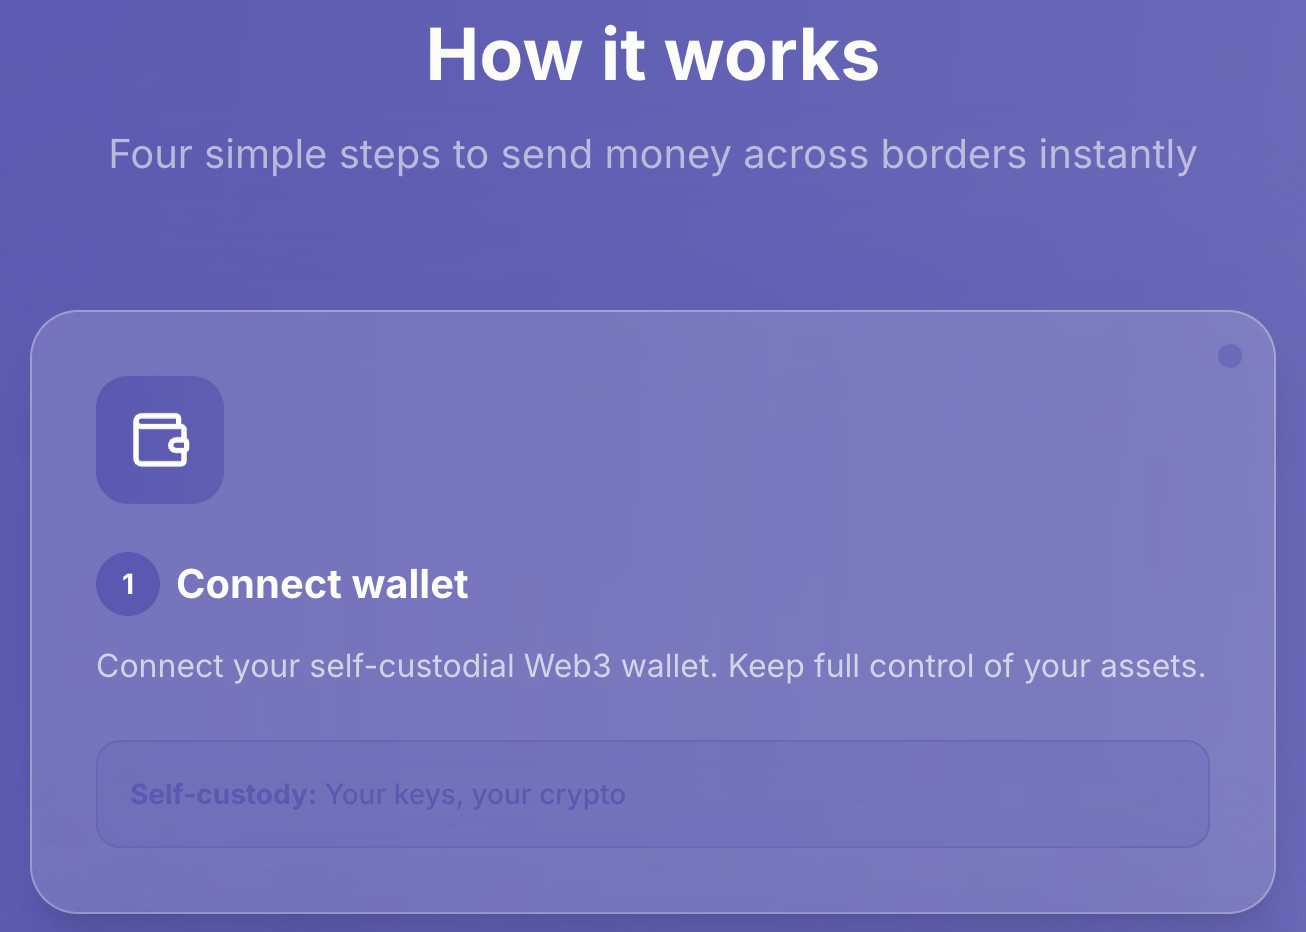 How it works
Four simple steps to send money across borders instantly
1 Connect wallet
Connect your self-custodial Web3 wallet. Keep full control of your assets.
Self-custody: Your keys, your crypto